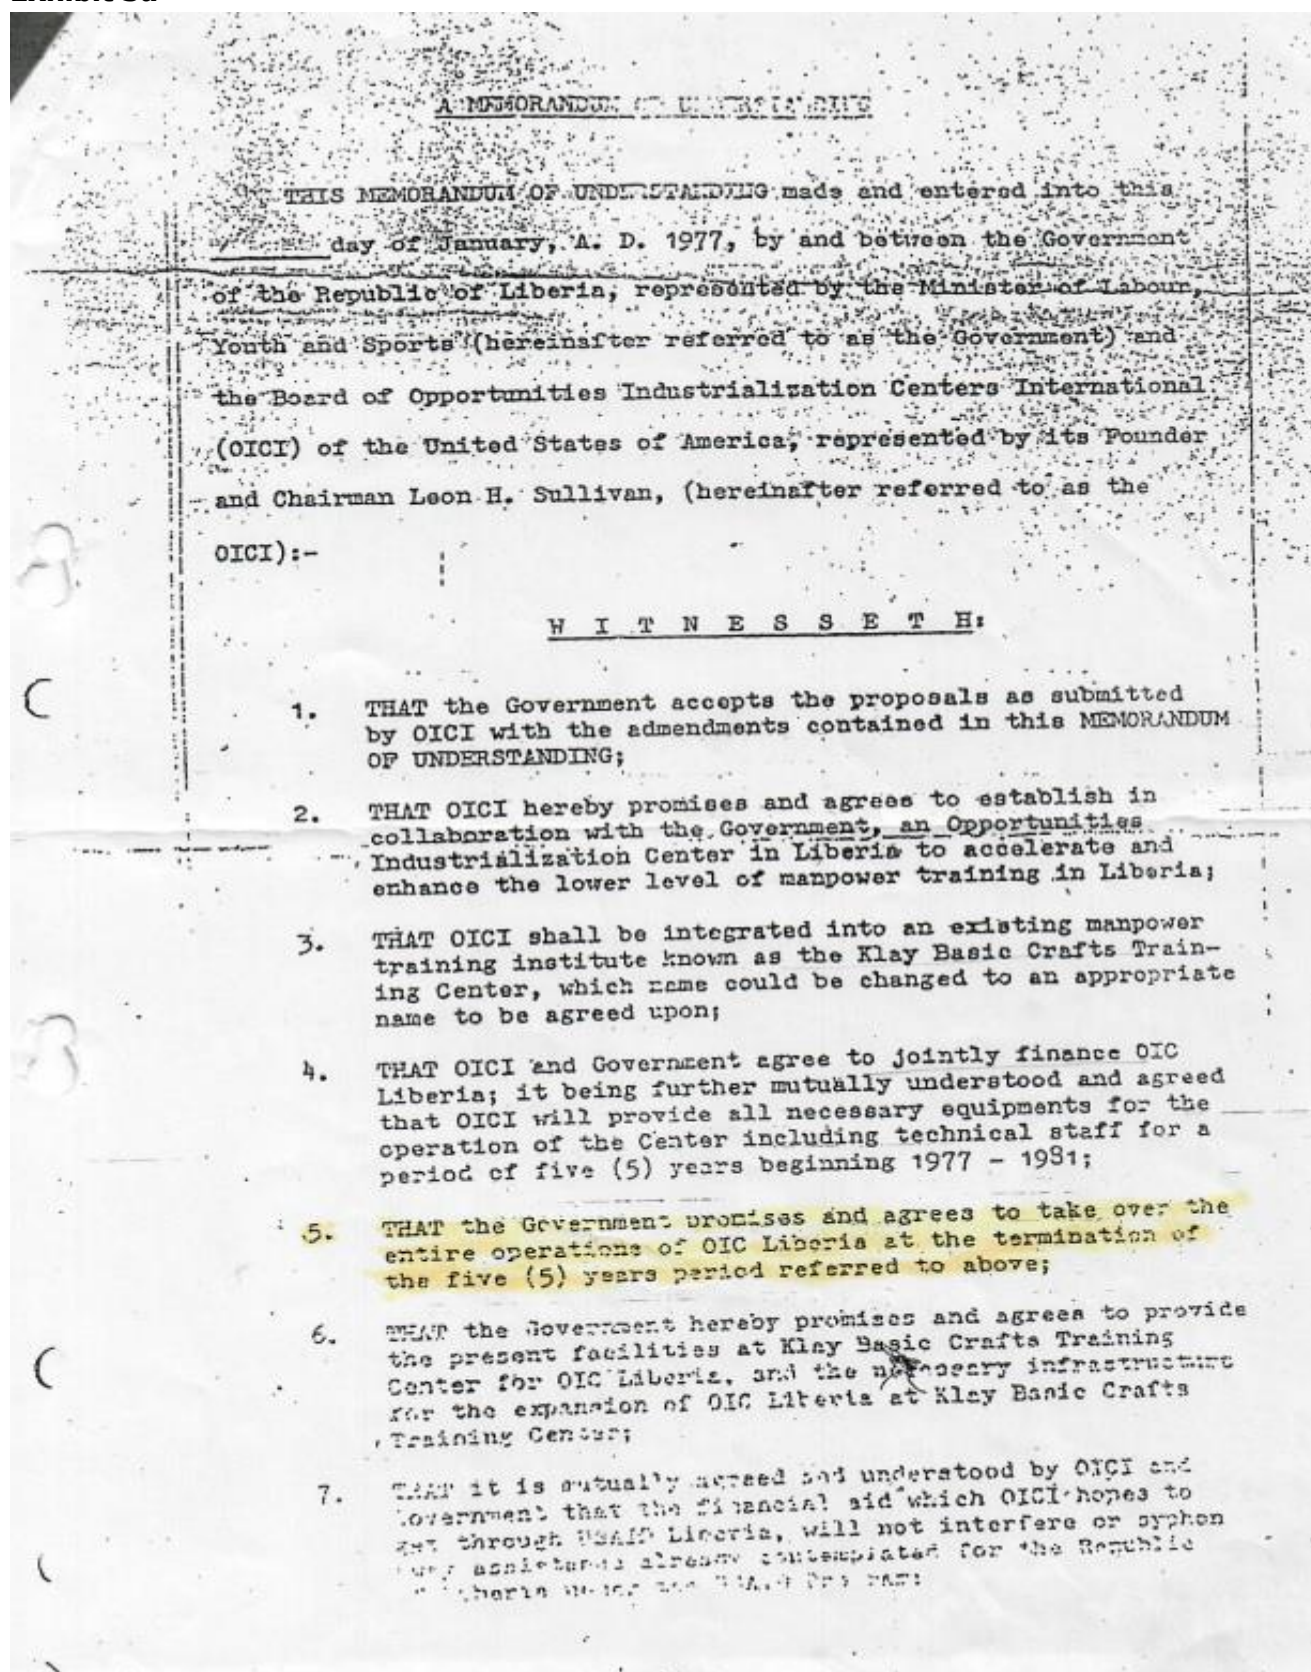 A MEMORANDUM OF UNDERSTANDING
THIS MEMORANDUM OF UNDERSTANDING made and entered into this
day of January, A. D. 1977, by and between the Government
of the Republic of Liberia, represented by the Minister of Labour,
Youth and Sports (hereinafter referred to as the Government) and
the Board of Opportunities Industrialization Centers International
(OICI) of the United States of America, represented by its Founder
and Chairman Leon H. Sullivan, (hereinafter referred to as the
OICI):-
W I T N E S S E T H:
1. THAT the Government accepts the proposals as submitted
by OICI with the admendments contained in this MEMORANDUM
OF UNDERSTANDING;
2. THAT OICI hereby promises and agrees to establish in
collaboration with the Government, an Opportunities
Industrialization Center in Liberia to accelerate and
enhance the lower level of manpower training in Liberia;
3. THAT OICI shall be integrated into an existing manpower
training institute known as the Klay Basic Crafts Train-
ing Center, which name could be changed to an appropriate
name to be agreed upon;
4. THAT OICI and Government agree to jointly finance OIC
Liberia; it being further mutually understood and agreed
that OICI will provide all necessary equipments for the
operation of the Center including technical staff for a
period of five (5) years beginning 1977 - 1981;
5. THAT the Government promises and agrees to take over the
entire operations of OIC Liberia at the termination of
the five (5) years period referred to above;
6. THAT the Government hereby promises and agrees to provide
the present facilities at Klay Basic Crafts Training
Center for OIC Liberia, and the necessary infrastructure
for the expansion of OIC Liberia at Klay Basic Crafts
Training Center;
7. THAT it is mutually agreed and understood by OICI and
Government that the financial aid which OICI hopes to
get through USAID Liberia, will not interfere or syphon
assistance already contemplated for the Republic
Liberia under the